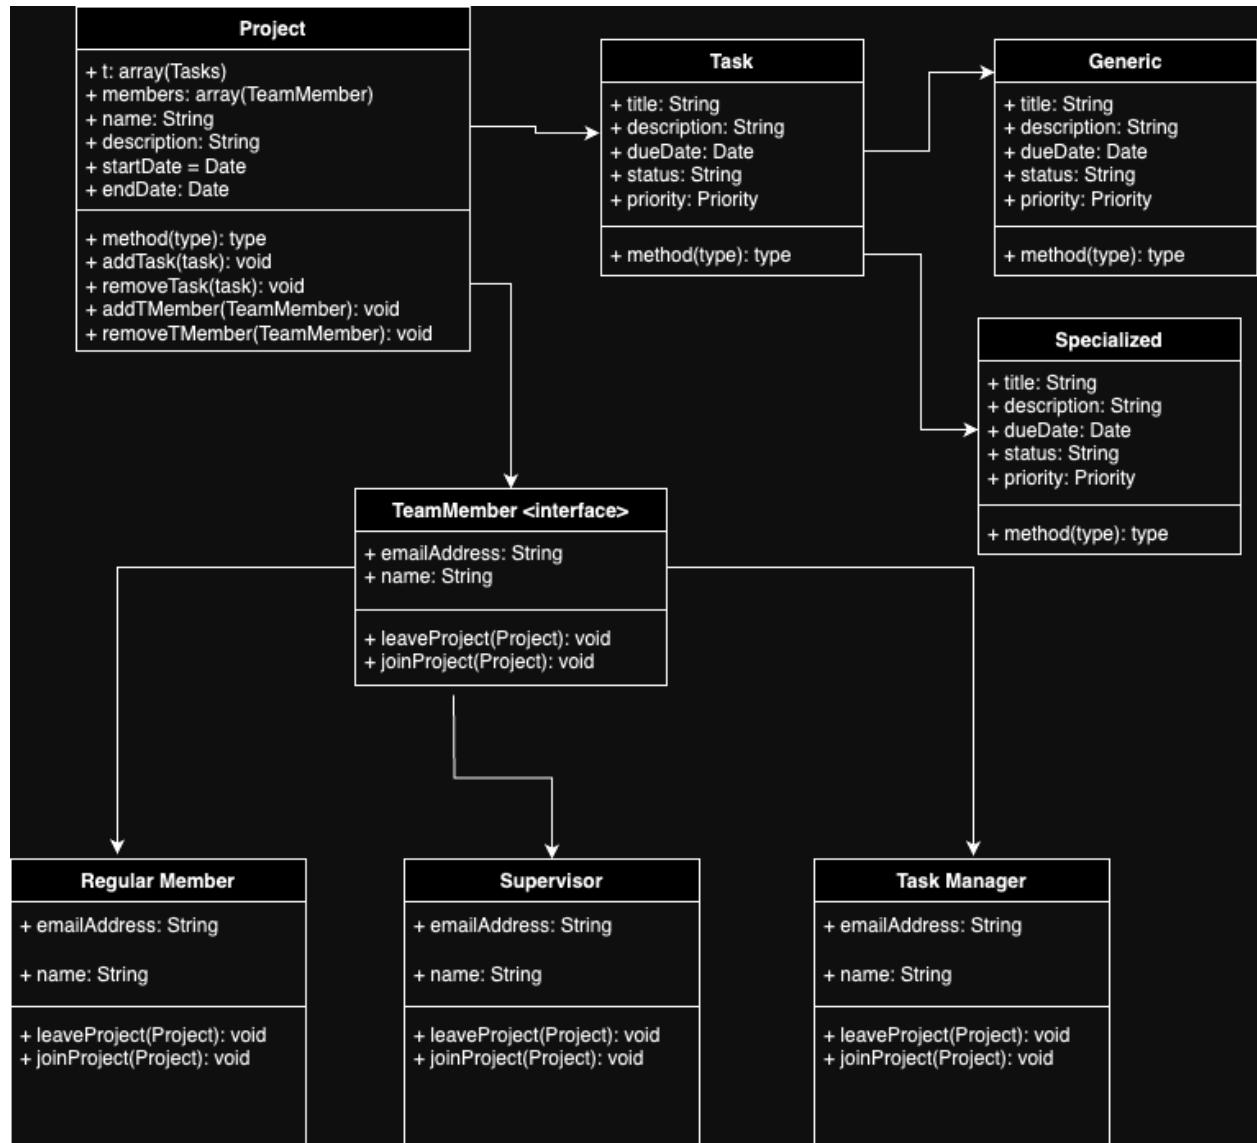 Project
+ t: array(Tasks)
+ members: array(TeamMember)
+ name: String
+ description: String
+ startDate = Date
+ endDate: Date
+ method(type): type
+ addTask(task): void
+ removeTask(task): void
+ addTMember(TeamMember): void
+ removeTMember(TeamMember): void
Task
+ title: String
+ description: String
+ dueDate: Date
+ status: String
+ priority: Priority
+ method(type): type
Generic
+ title: String
+ description: String
+ dueDate: Date
+ status: String
+ priority: Priority
+ method(type): type
Specialized
+ title: String
+ description: String
+ dueDate: Date
+ status: String
+ priority: Priority
+ method(type): type
TeamMember <interface>
+ emailAddress: String
+ name: String
+ leaveProject(Project): void
+ joinProject(Project): void
Regular Member
+ emailAddress: String
+ name: String
+ leaveProject(Project): void
+ joinProject(Project): void
Supervisor
+ emailAddress: String
+ name: String
+ leaveProject(Project): void
+ joinProject(Project): void
Task Manager
+ emailAddress: String
+ name: String
+ leaveProject(Project): void
+ joinProject(Project): void